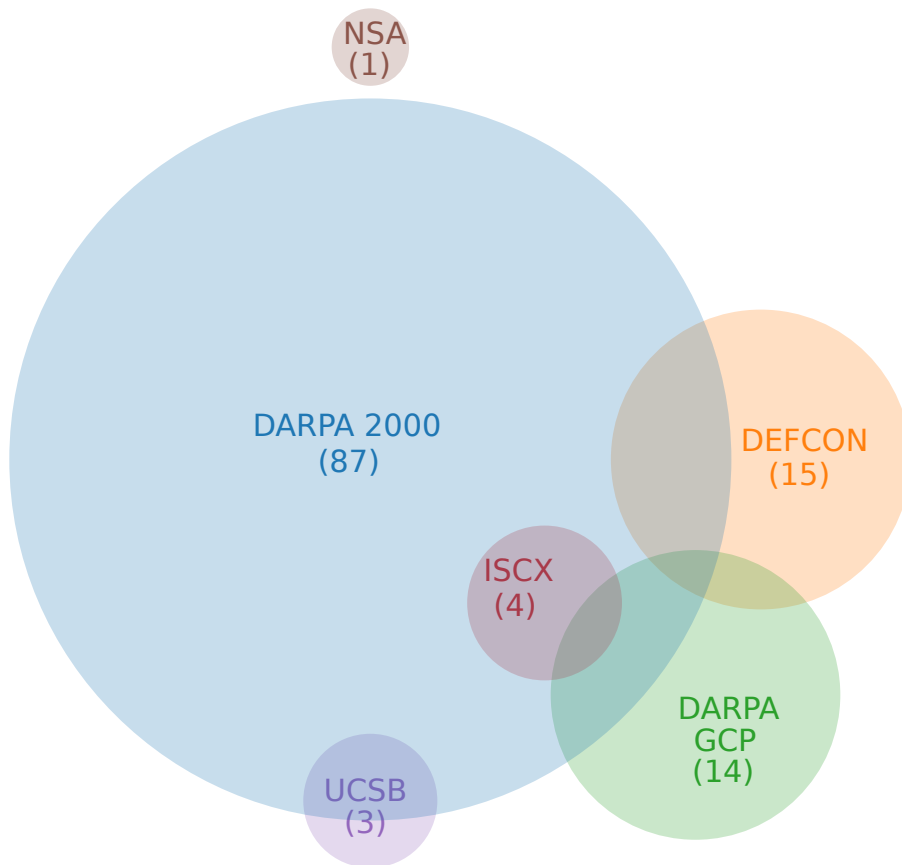 NSA
(1)
DARPA 2000
(87)
DEFCON
(15)
ISCX
(4)
DARPA
GCP
(14)
UCSB
(3)